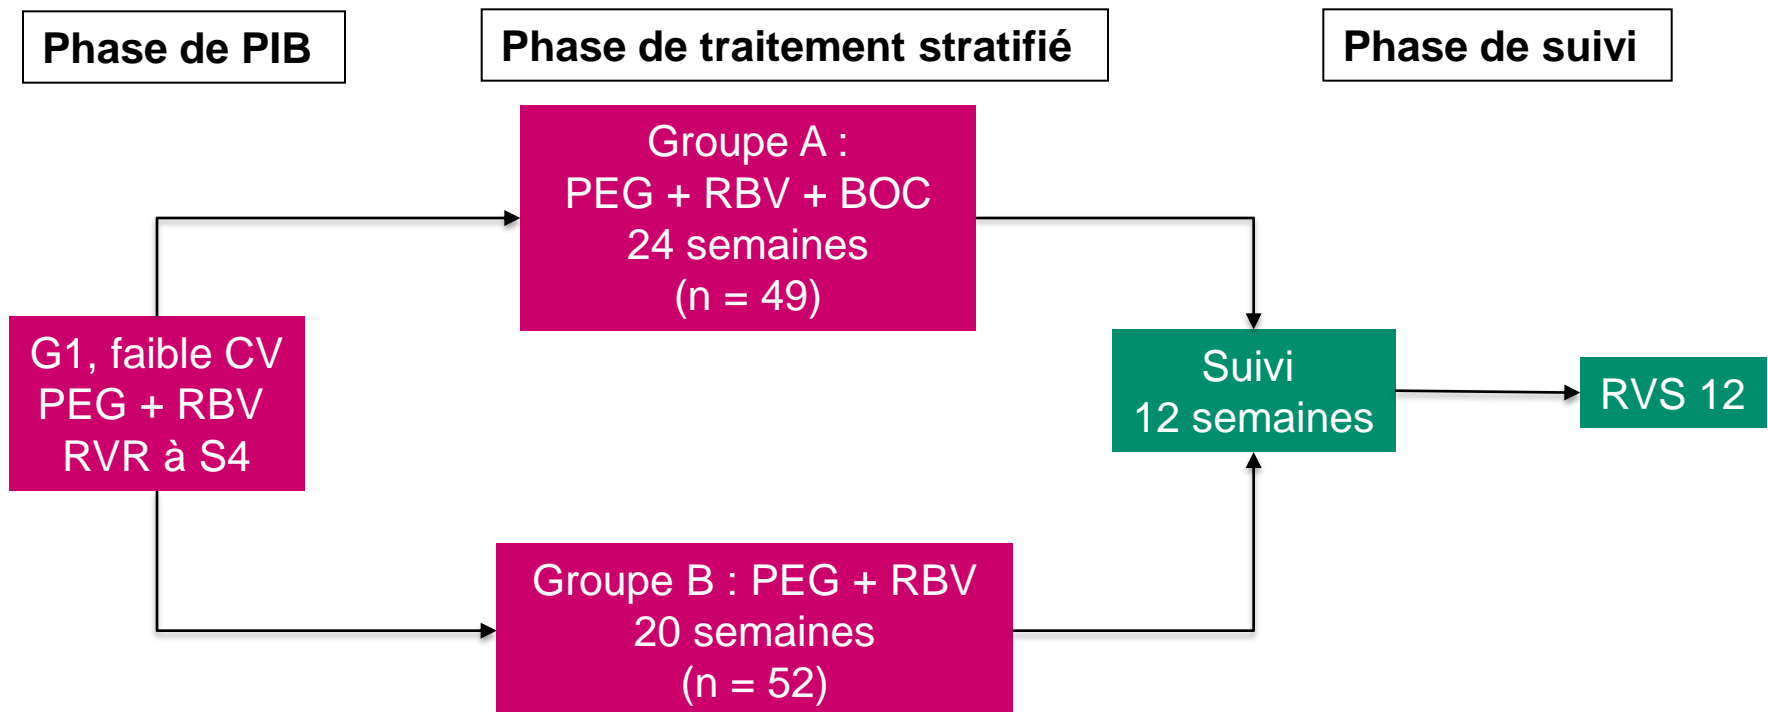 Phase de PIB
Phase de traitement stratifié
Phase de suivi
Groupe A :
PEG + RBV + BOC
24 semaines
(n = 49)
G1, faible CV
PEG + RBV
RVR à S4
Suivi
12 semaines
RVS 12
Groupe B : PEG + RBV
20 semaines
(n = 52)